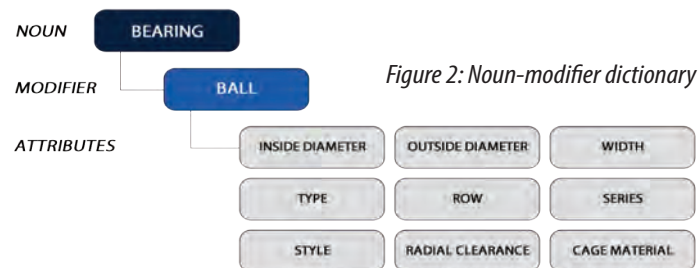 NOUN BEARING
MODIFIER BALL
Figure 2: Noun-modifier dictionary
ATTRIBUTES INSIDE DIAMETER OUTSIDE DIAMETER WIDTH
TYPE ROW SERIES
STYLE RADIAL CLEARANCE CAGE MATERIAL